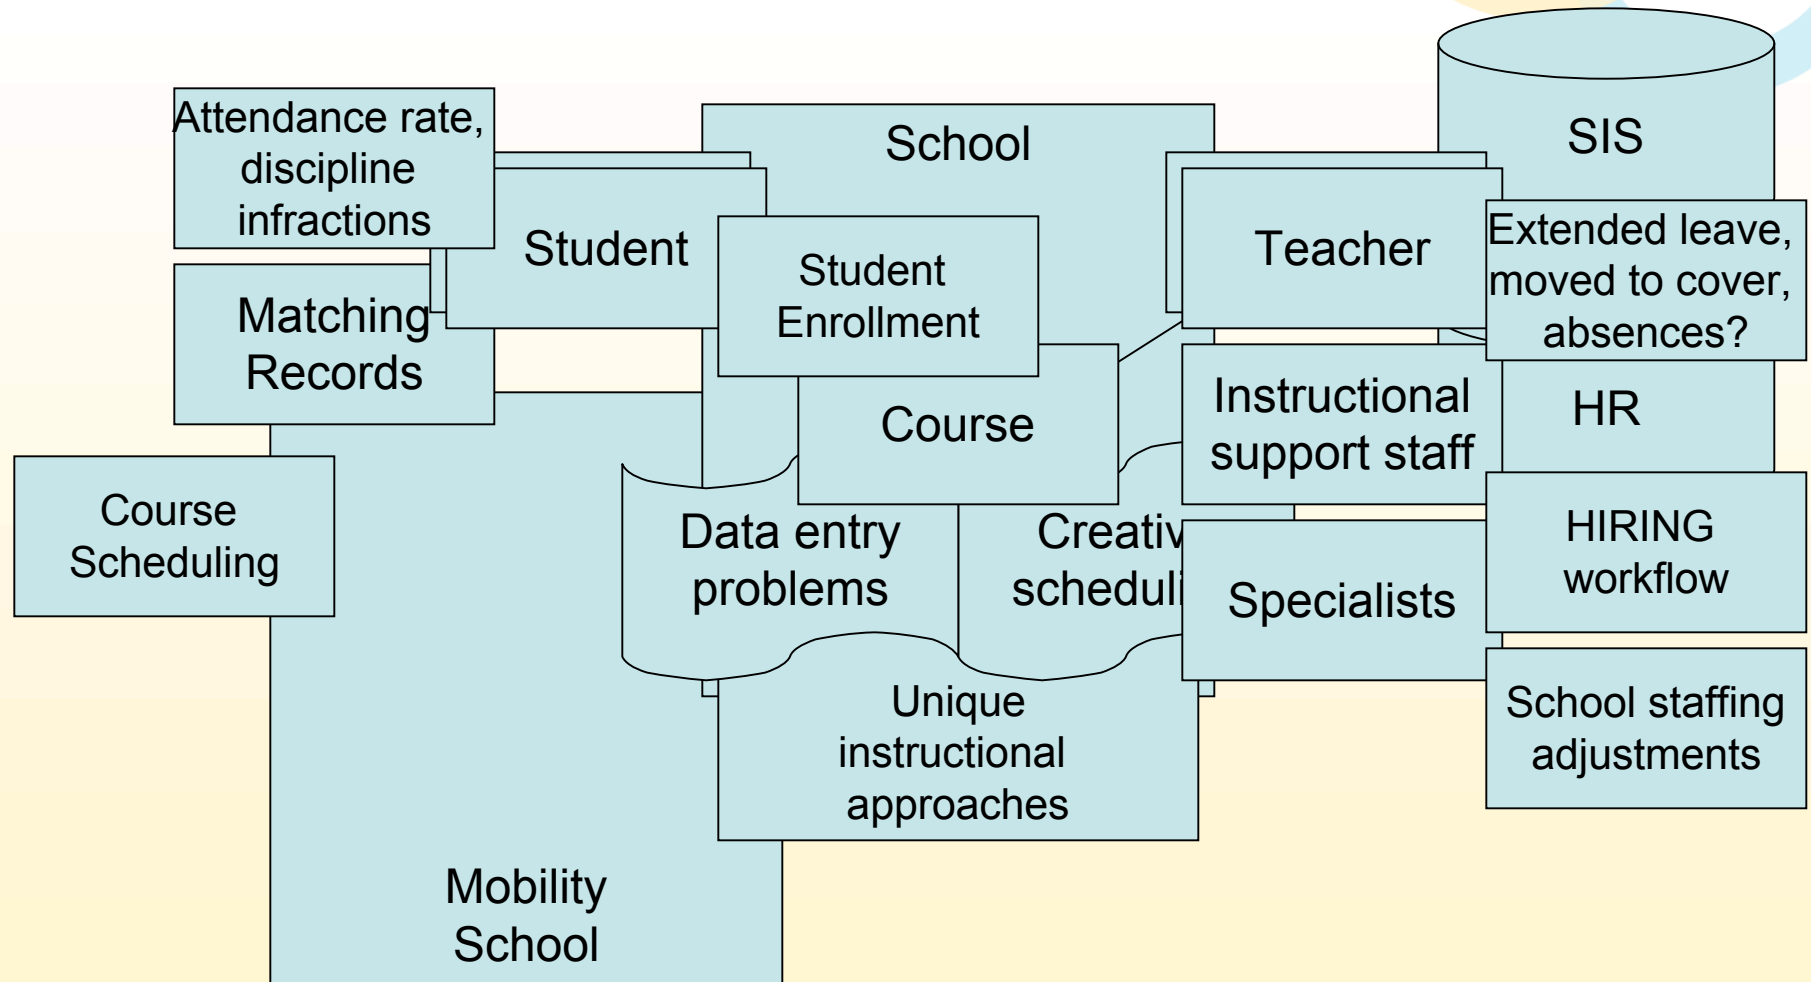 Attendance rate,
discipline
infractions
School
SIS
Student
Student
Enrollment
Teacher
Extended leave,
moved to cover,
absences?
Matching
Records
Course
Instructional
support staff
HR
Course
Scheduling
Data entry
problems
HIRING
workflow
Specialists
Unique
instructional
approaches
School staffing
adjustments
Mobility
School